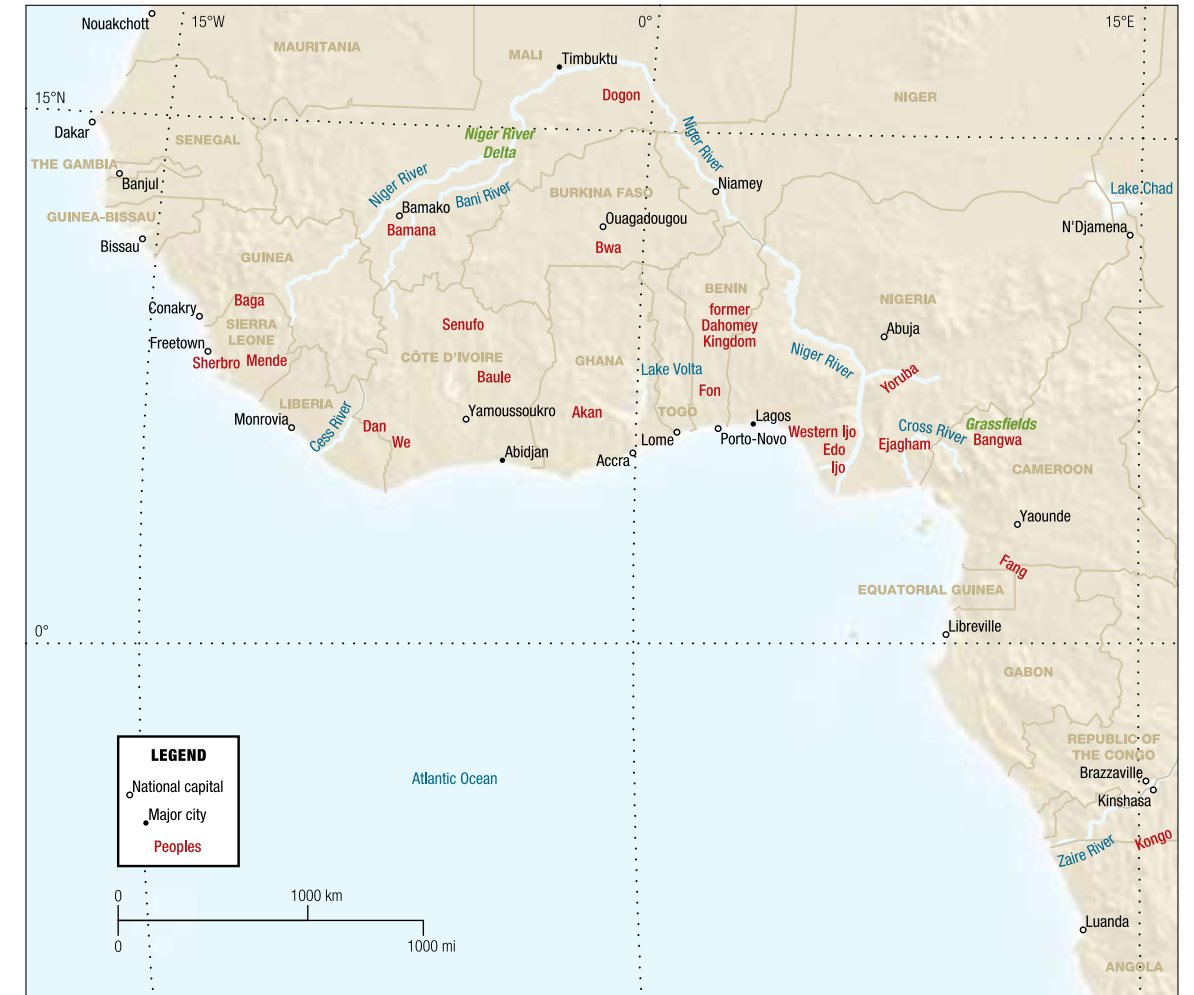 Nouakchott
15°W
0°
15°E
MAURITANIA
MALI
Timbuktu
Dogon
NIGER
15°N
Dakar
SENEGAL
Niger River
Delta
Niger River
THE GAMBIA
Banjul
Niger River
Bani River
BURKINA FASO
Niamey
Lake Chad
GUINEA-BISSAU
Bamako
Bamana
Ouagadougou
N'Djamena
Bissau
GUINEA
Bwa
BENIN
NIGERIA
Baga
Conakry
former
Dahomey
Kingdom
SIERRA
LEONE
Senufo
Abuja
Freetown
Sherbro
Mende
CÔTE D'IVOIRE
GHANA
Niger River
Lake Volta
Baule
Yoruba
Fon
LIBERIA
Cess River
Monrovia
Dan
We
Yamoussoukro
Akan
TOGO
Lagos
Lome
Porto-Novo
Western Ijo
Edo
Ijo
Cross River
Ejagham
Grassfields
Bangwa
Abidjan
Accra
CAMEROON
Yaounde
Fang
EQUATORIAL GUINEA
0°
Libreville
GABON
LEGEND
National capital
Major city
Peoples
Atlantic Ocean
REPUBLIC OF
THE CONGO
Brazzaville
Kinshasa
Zaire River
Kongo
0
1000 km
0
1000 mi
Luanda
ANGOLA